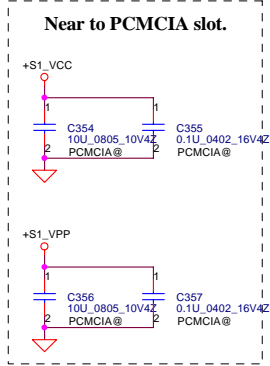 Near to PCMCIA slot.
+S1_VCC
1 1
C354 C355
10U_0805_10V4Z 0.1U_0402_16V4Z
2 PCMCIA@ 2 PCMCIA@
+S1_VPP
1 1
C356 C357
10U_0805_10V4Z 0.1U_0402_16V4Z
2 PCMCIA@ 2 PCMCIA@